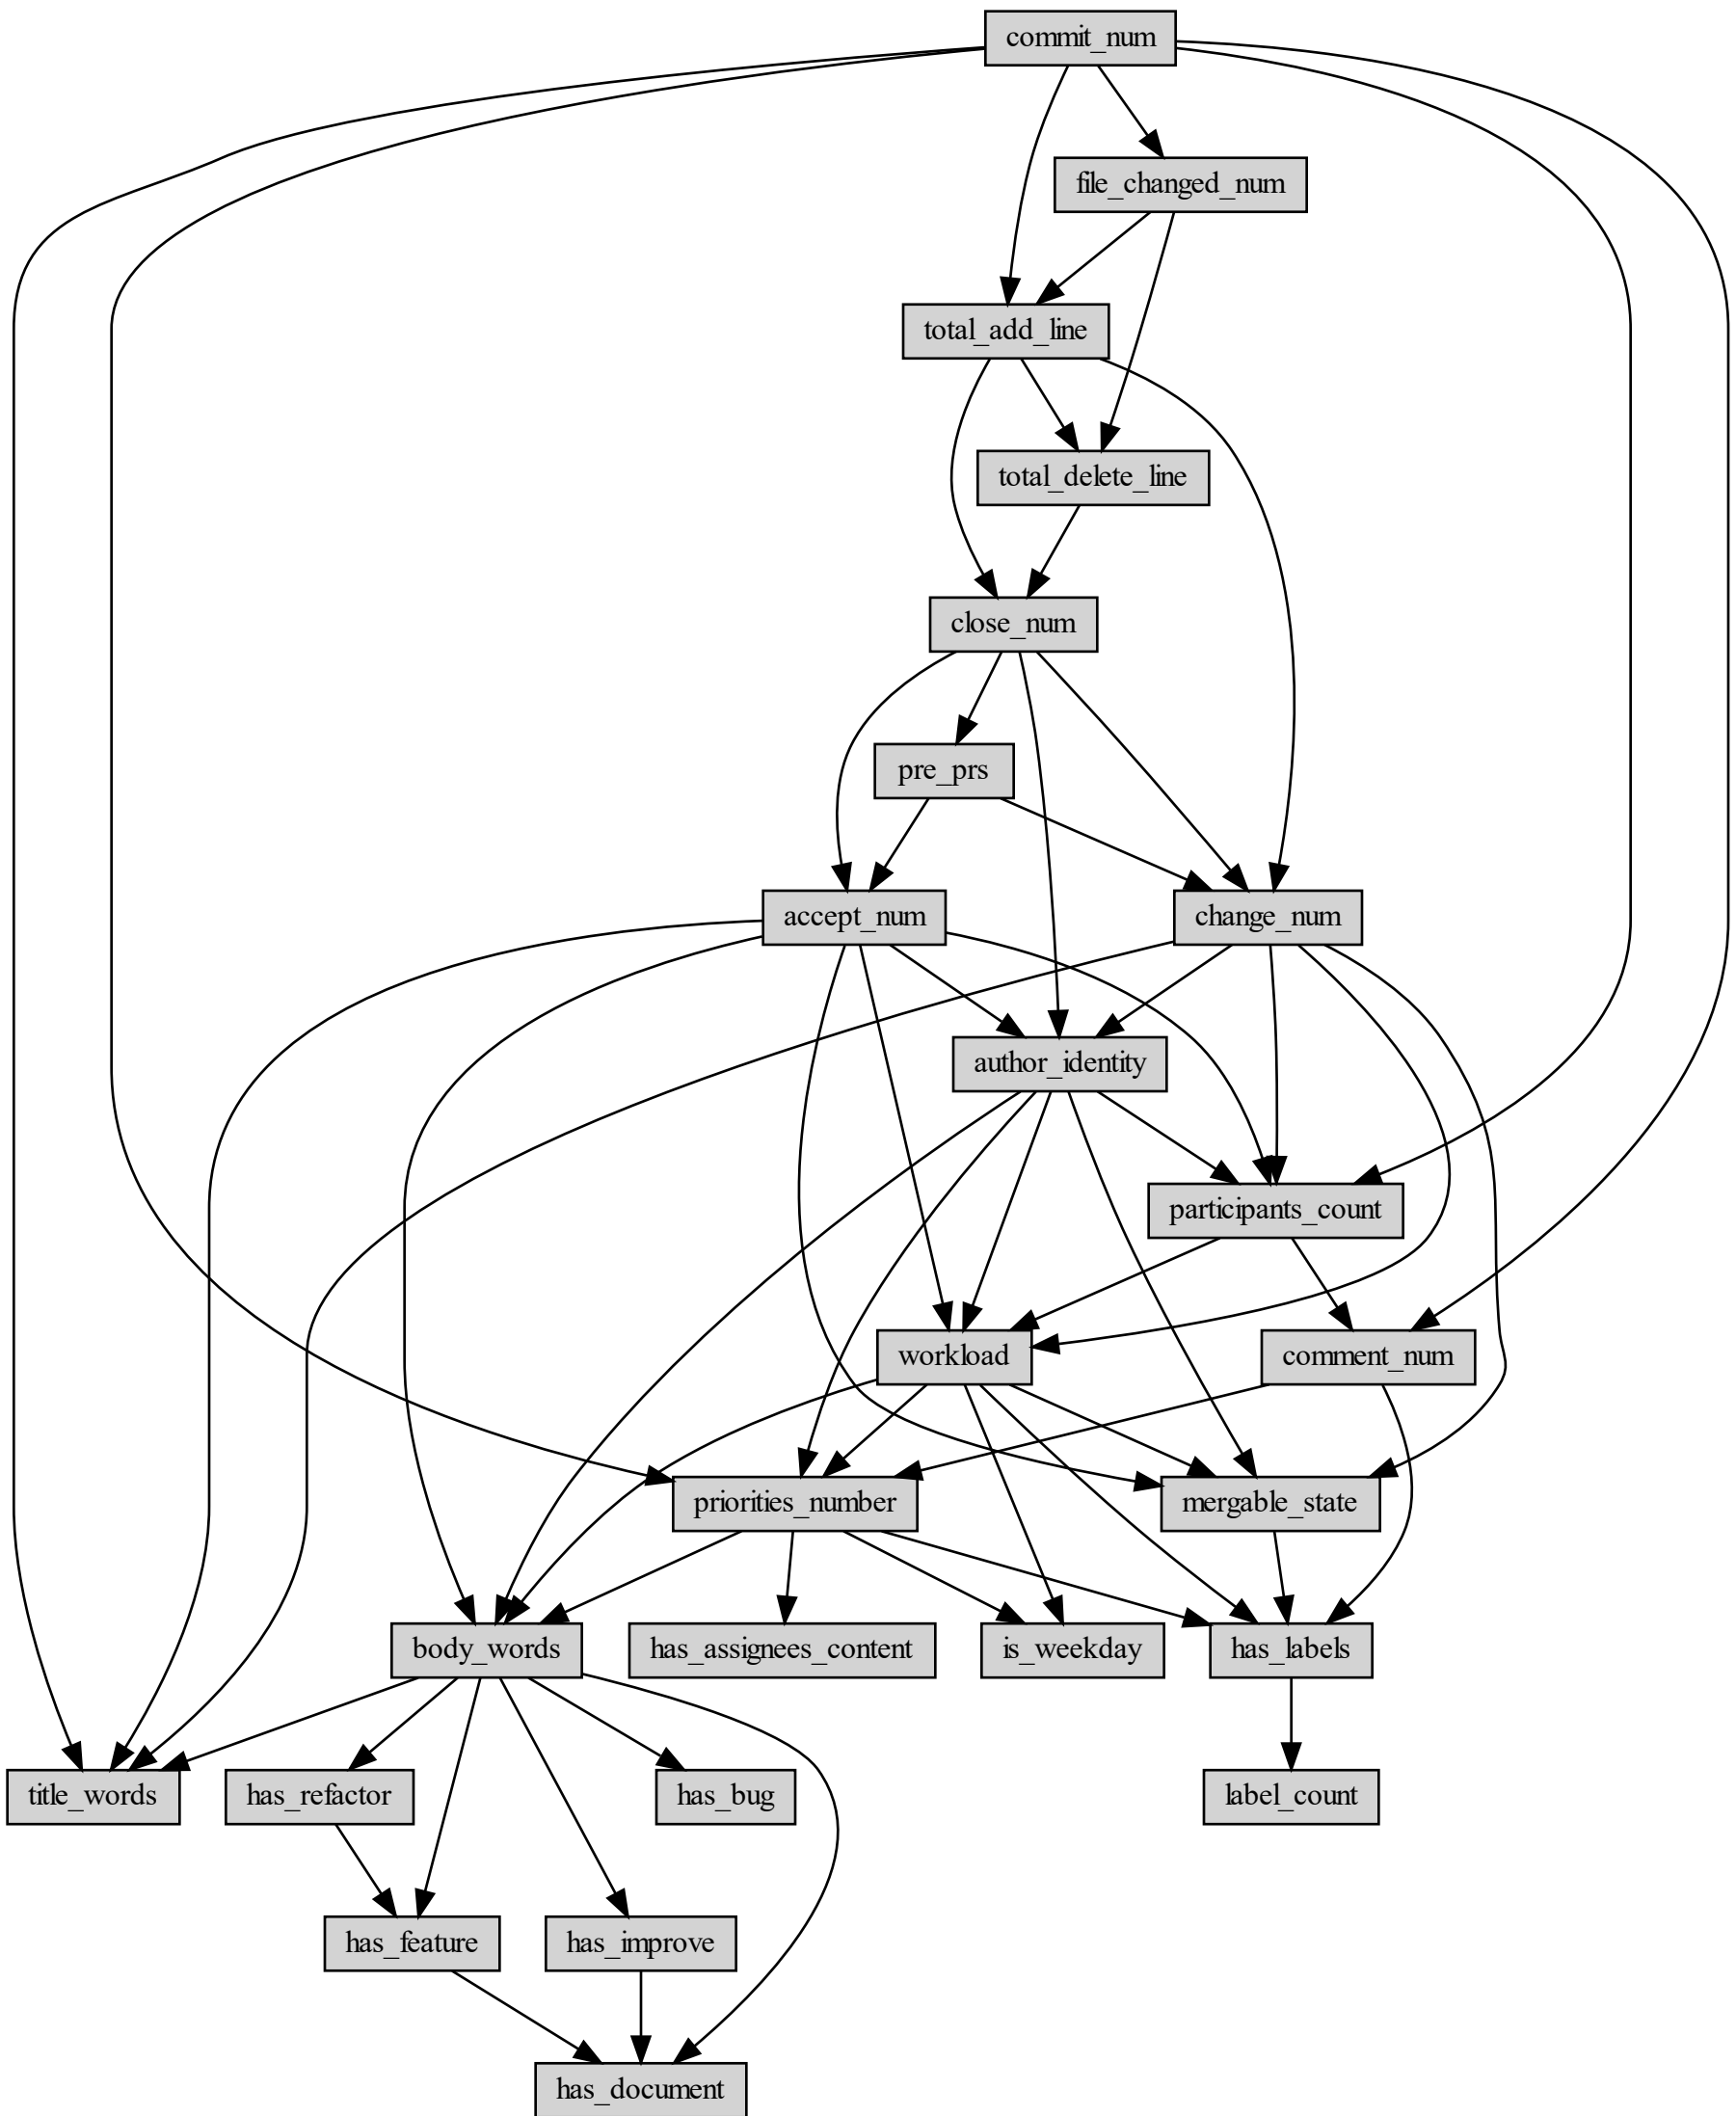 commit_num
file_changed_num
total_add_line
total_delete_line
close_num
pre_prs
accept_num
change_num
author_identity
participants_count
workload
comment_num
priorities_number
mergable_state
body_words
has_assignees_content
is_weekday
has_labels
title_words
has_refactor
has_bug
label_count
has_feature
has_improve
has_document